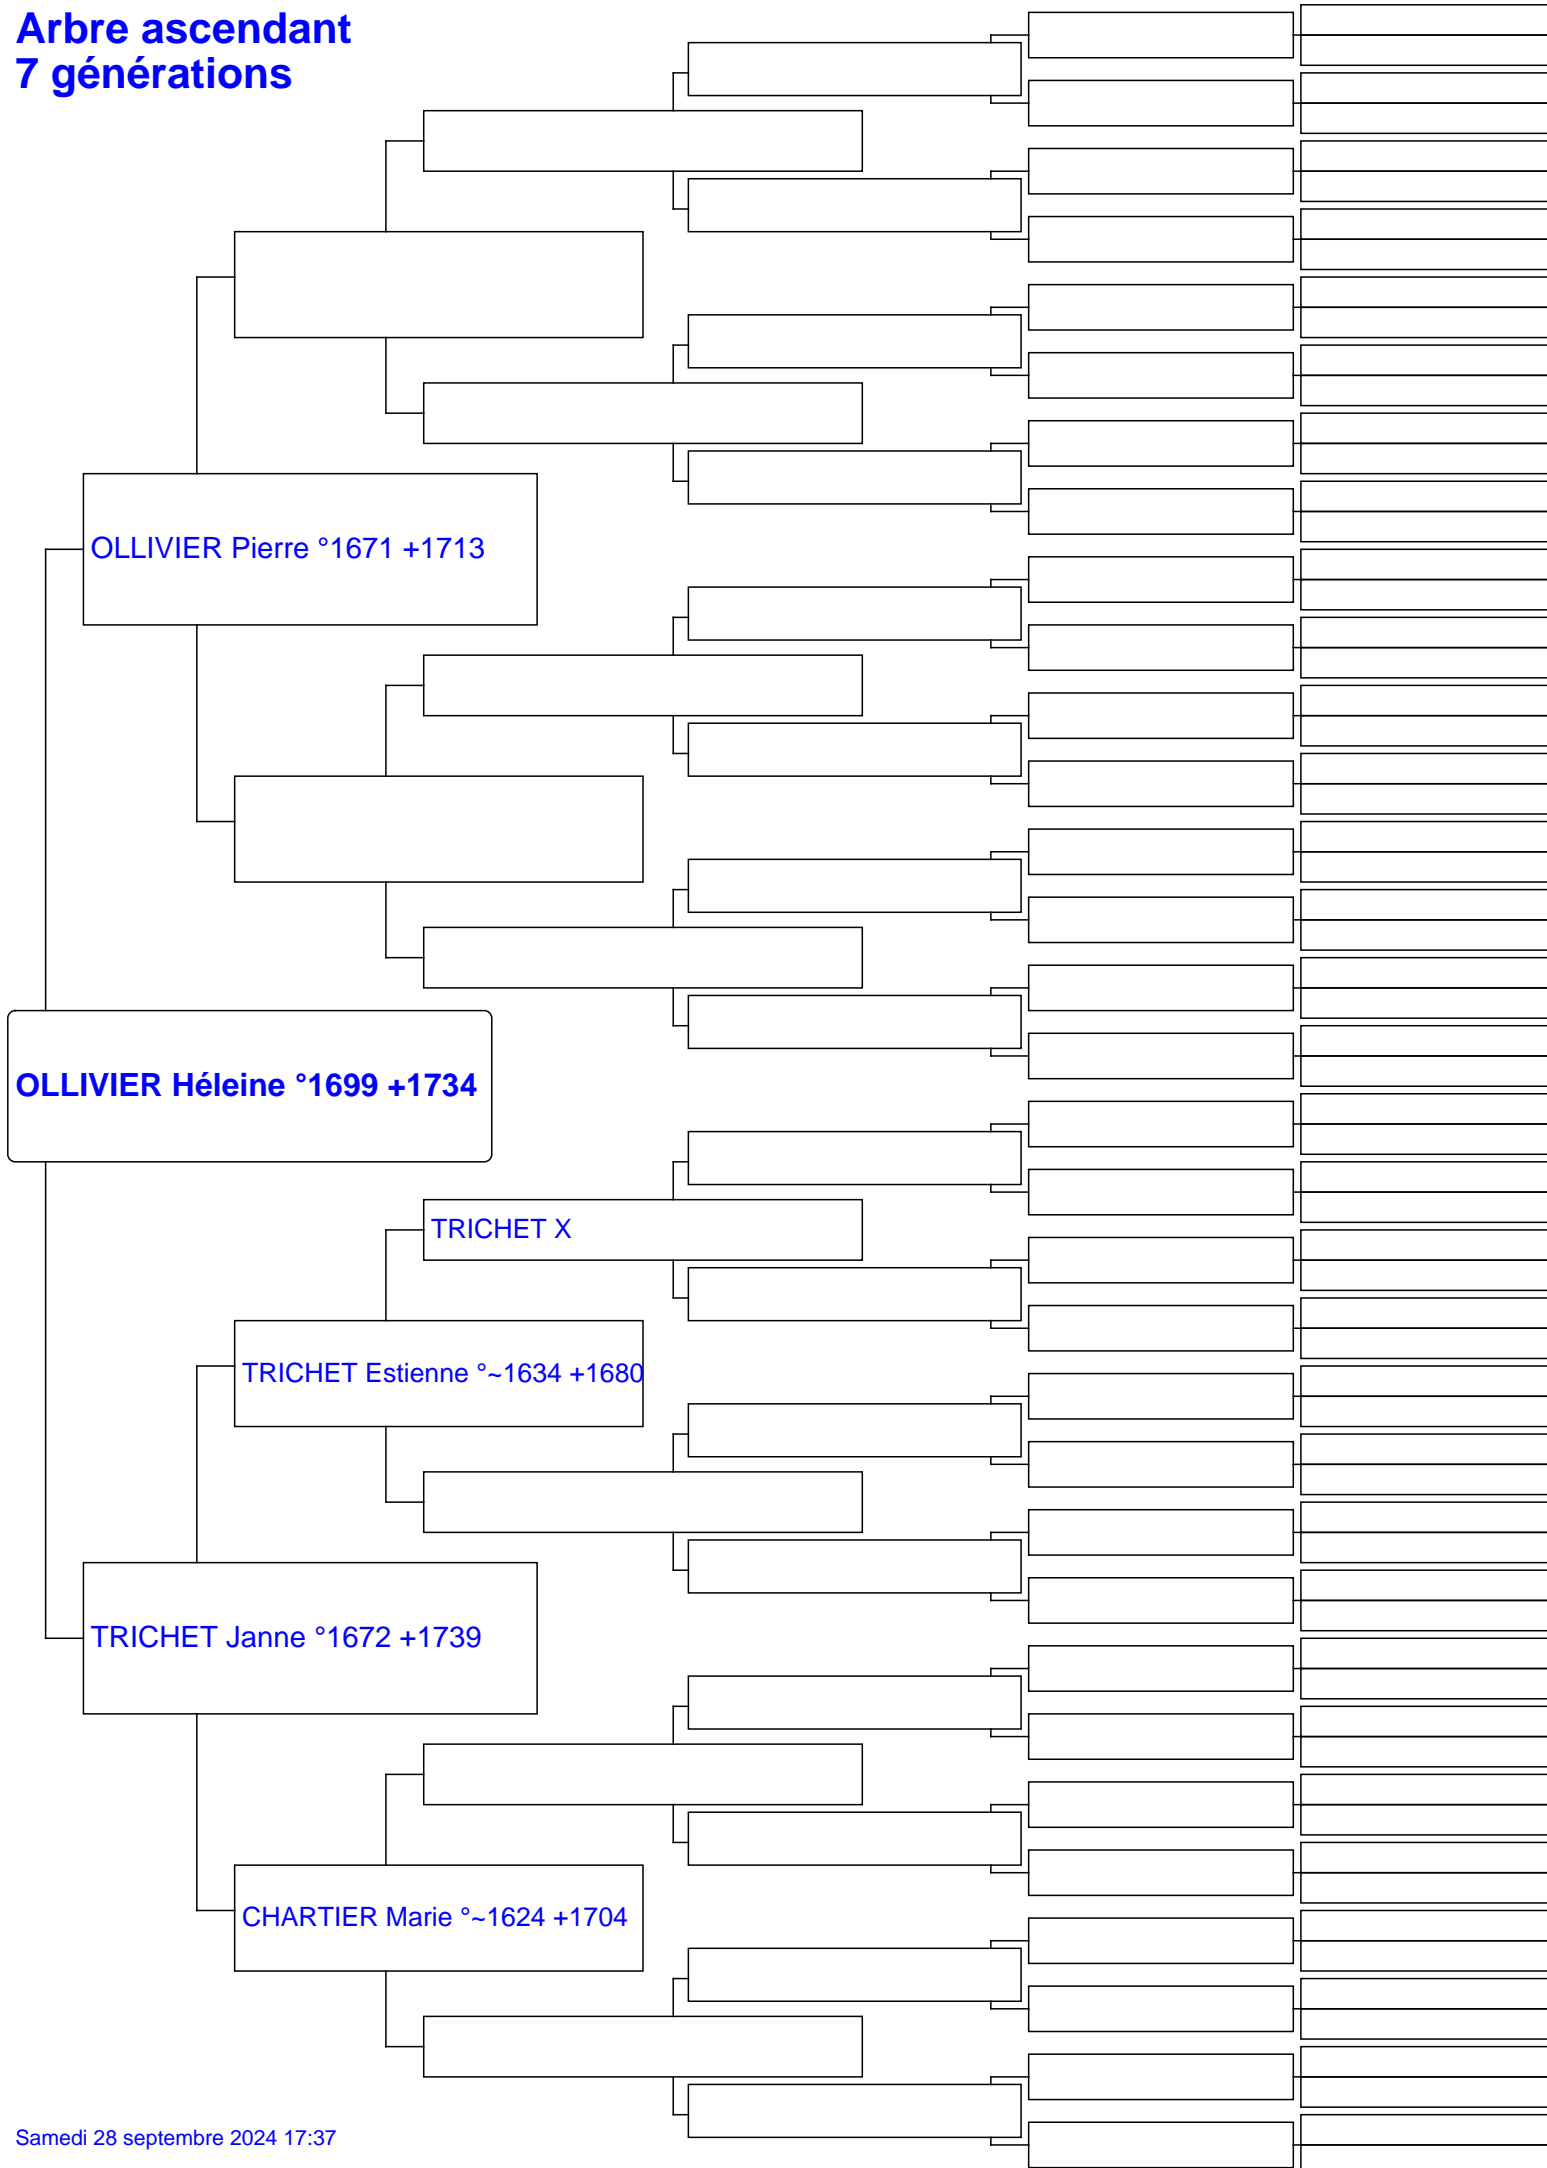 Arbre ascendant
7 générations
OLLIVIER Pierre °1671 +1713
OLLIVIER Héleine °1699 +1734
TRICHET X
TRICHET Estienne °~1634 +1680
TRICHET Janne °1672 +1739
CHARTIER Marie °~1624 +1704
Samedi 28 septembre 2024 17:37